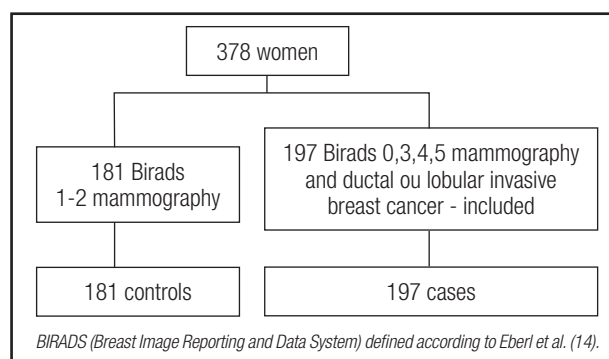 378 women
181 Birads
1-2 mammography
197 Birads 0,3,4,5 mammography
and ductal ou lobular invasive
breast cancer - included
181 controls
197 cases
BIRADS (Breast Image Reporting and Data System) defined according to Eberl et al. (14).